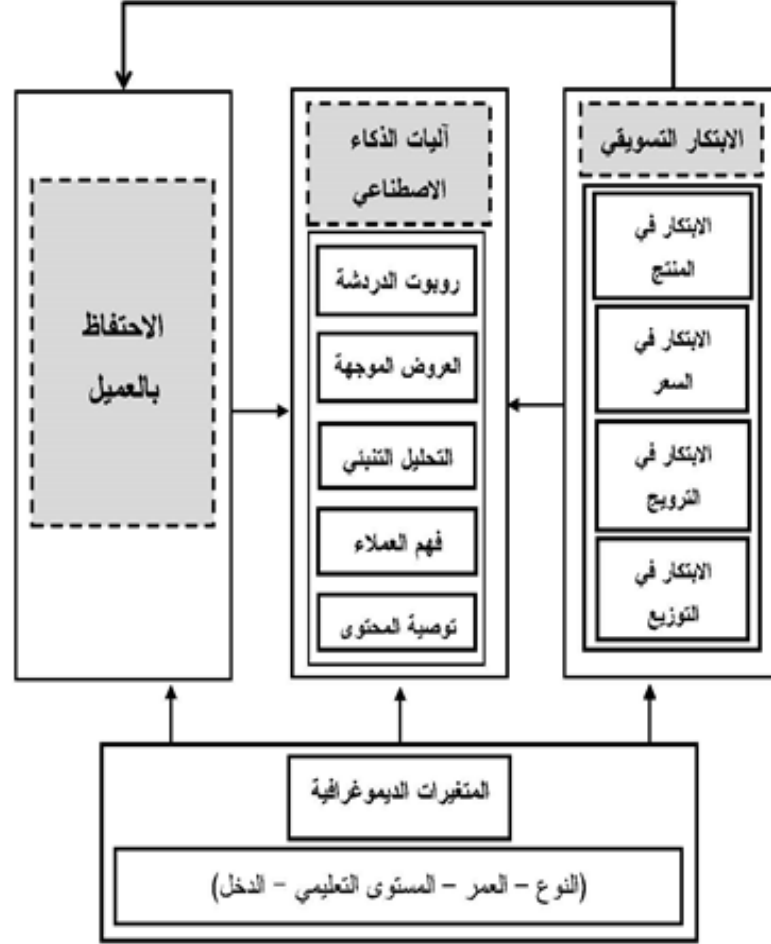 الابتكار التسويقي
الابتكار في
المنتج
الابتكار في
السعر
الابتكار في
الترويج
الابتكار في
التوزيع
آليات الذكاء
الاصطناعي
روبوت الدردشة
العروض الموجهة
التحليل التنبئي
فهم العملاء
توصية المحتوى
الاحتفاظ
بالعميل
المتغيرات الديموغرافية
(النوع – العمر – المستوى التعليمي – الدخل)